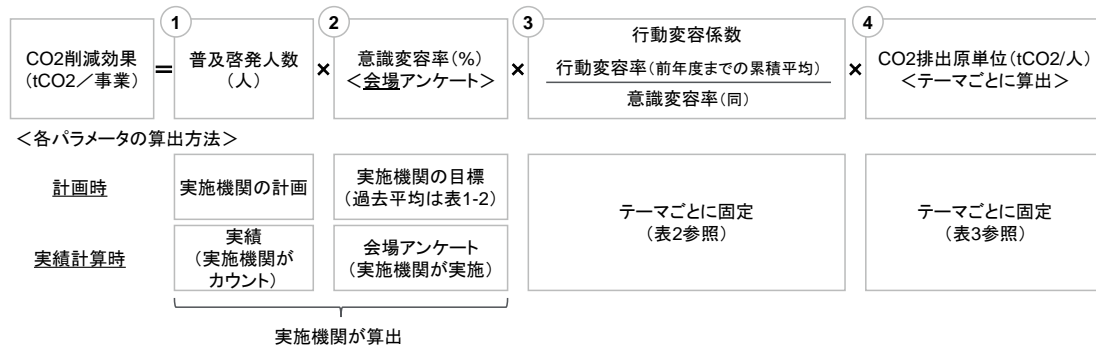 1
2
3
4
CO2削減効果
(tCO2/事業)
=
普及啓発人数
(人)
×
意識変容率(%)
<会場アンケート>
×
行動変容係数
行動変容率(前年度までの累積平均)
意識変容率(同)
×
CO2排出原単位(tCO2/人)
<テーマごとに算出>
<各パラメータの算出方法>
計画時
実施機関の計画
実施機関の目標
(過去平均は表1-2)
テーマごとに固定
(表2参照)
テーマごとに固定
(表3参照)
実績計算時
実績
(実施機関が
カウント)
会場アンケート
(実施機関が実施)
実施機関が算出